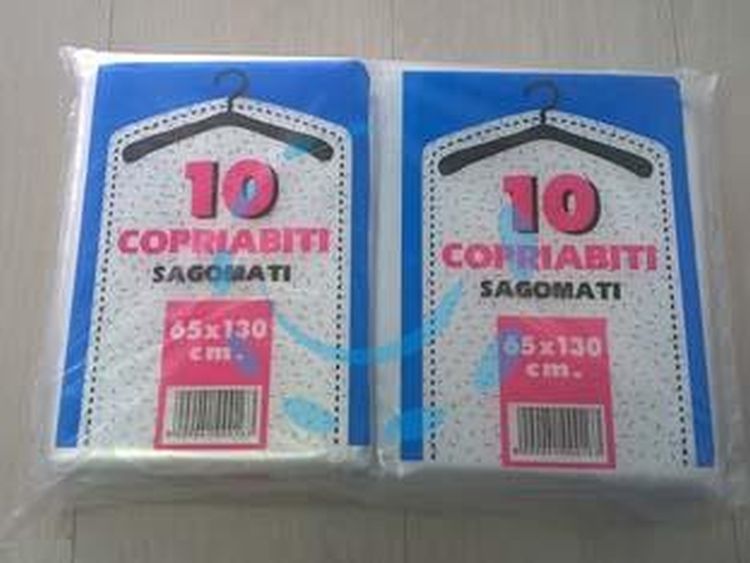 10
COPRIABITI
SAGOMATI
65x130
cm.
10
COPRIABITI
SAGOMATI
65x130
cm.